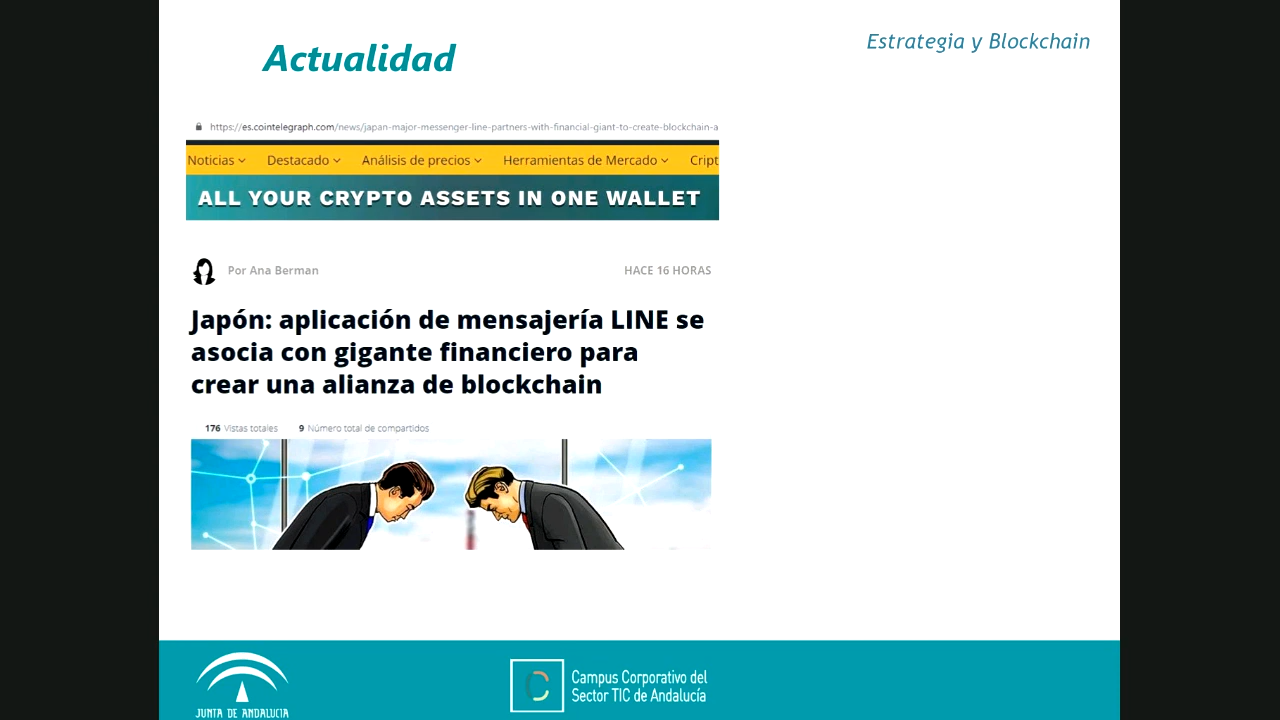 Actualidad
Estrategia y Blockchain
https://es.cointelegraph.com/news/japan-major-messenger-line-partners-with-financial-giant-to-create-blockchain-a
Noticias Destacado Análisis de precios Herramientas de Mercado Cript
ALL YOUR CRYPTO ASSETS IN ONE WALLET
Por Ana Berman HACE 16 HORAS
Japón: aplicación de mensajería LINE se
asocia con gigante financiero para
crear una alianza de blockchain
176 Vistas totales 9 Número total de compartidos
JUNTA DE ANDALUCIA
Campus Corporativo del
Sector TIC de Andalucía